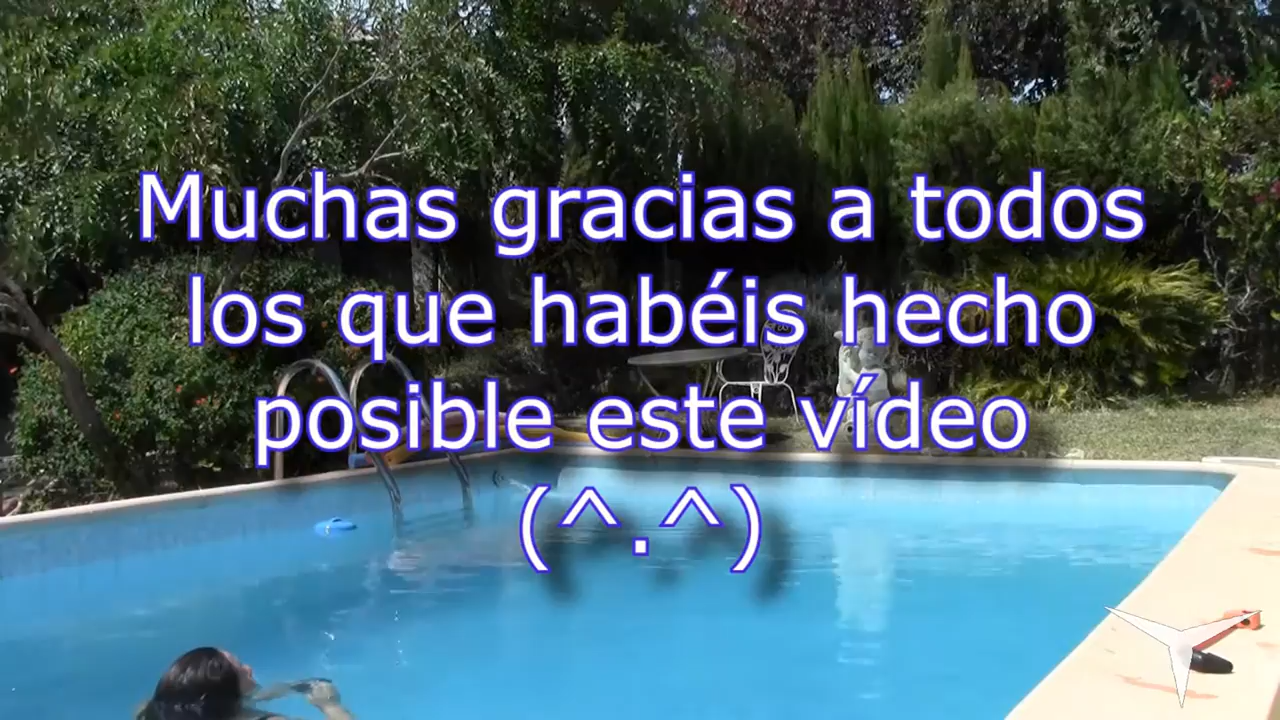 Muchas gracias a todos
los que habéis hecho
posible este vídeo
(^.^)